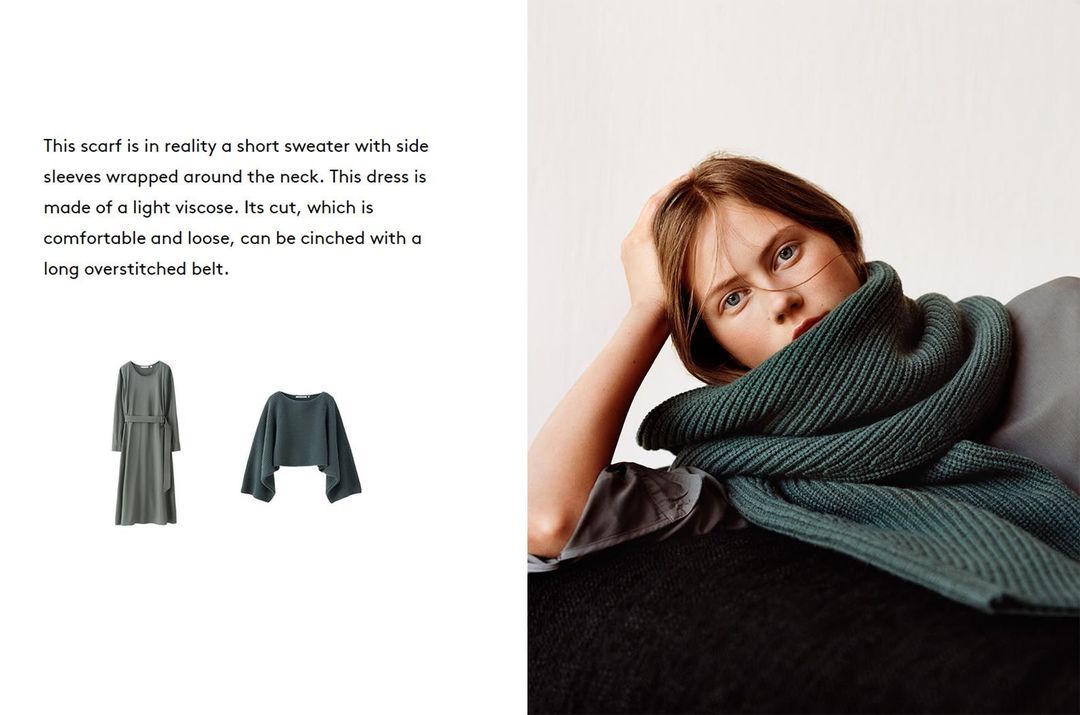 This scarf is in reality a short sweater with side
sleeves wrapped around the neck. This dress is
made of a light viscose. Its cut, which is
comfortable and loose, can be cinched with a
long overstitched belt.